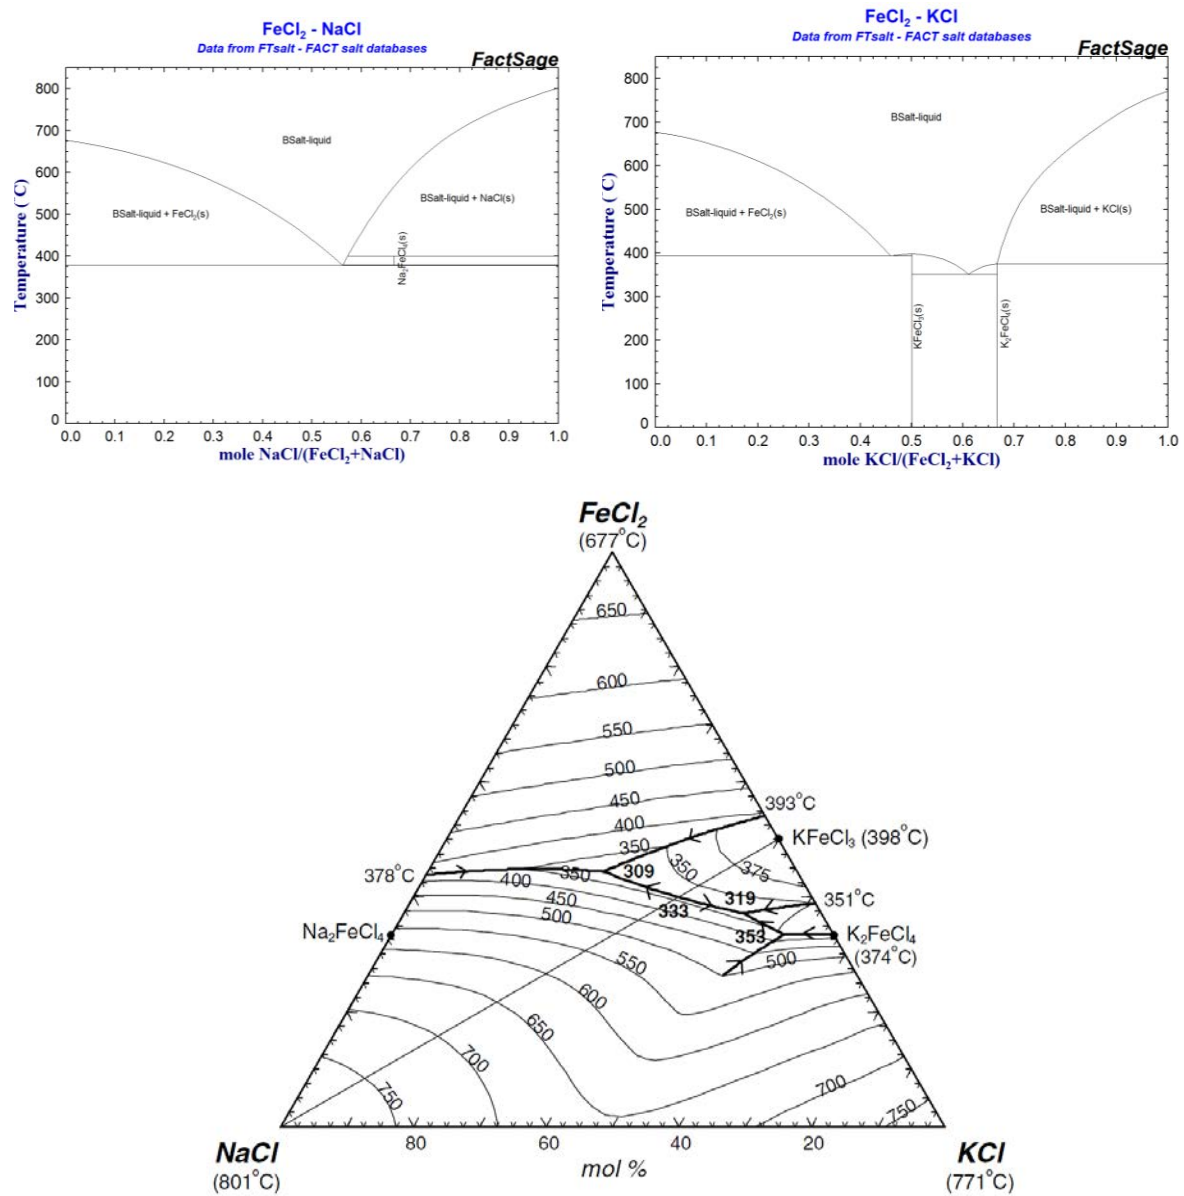 FeCl₂ - NaCl
Data from FTsalt - FACT salt databases
FactSage
800
700
600
500
400
300
200
100
0
Temperature (°C)
BSalt-liquid
BSalt-liquid + FeCl₂(s)
BSalt-liquid + NaCl(s)
Na₂FeCl₄(s)
0.0 0.1 0.2 0.3 0.4 0.5 0.6 0.7 0.8 0.9 1.0
mole NaCl/(FeCl₂+NaCl)
FeCl₂ - KCl
Data from FTsalt - FACT salt databases
FactSage
800
700
600
500
400
300
200
100
0
Temperature (°C)
BSalt-liquid
BSalt-liquid + FeCl₂(s)
BSalt-liquid + KCl(s)
KFeCl₃(s)
K₂FeCl₄(s)
0.0 0.1 0.2 0.3 0.4 0.5 0.6 0.7 0.8 0.9 1.0
mole KCl/(FeCl₂+KCl)
FeCl₂
(677°C)
650
600
550
500
450
400
350
393°C
KFeCl₃ (398°C)
378°C
309
350
350
375
400
319
351°C
450
333
500
Na₂FeCl₄
353
K₂FeCl₄
(374°C)
500
550
600
650
700
750
700
750
80 60 40 20
NaCl
(801°C)
mol %
KCl
(771°C)